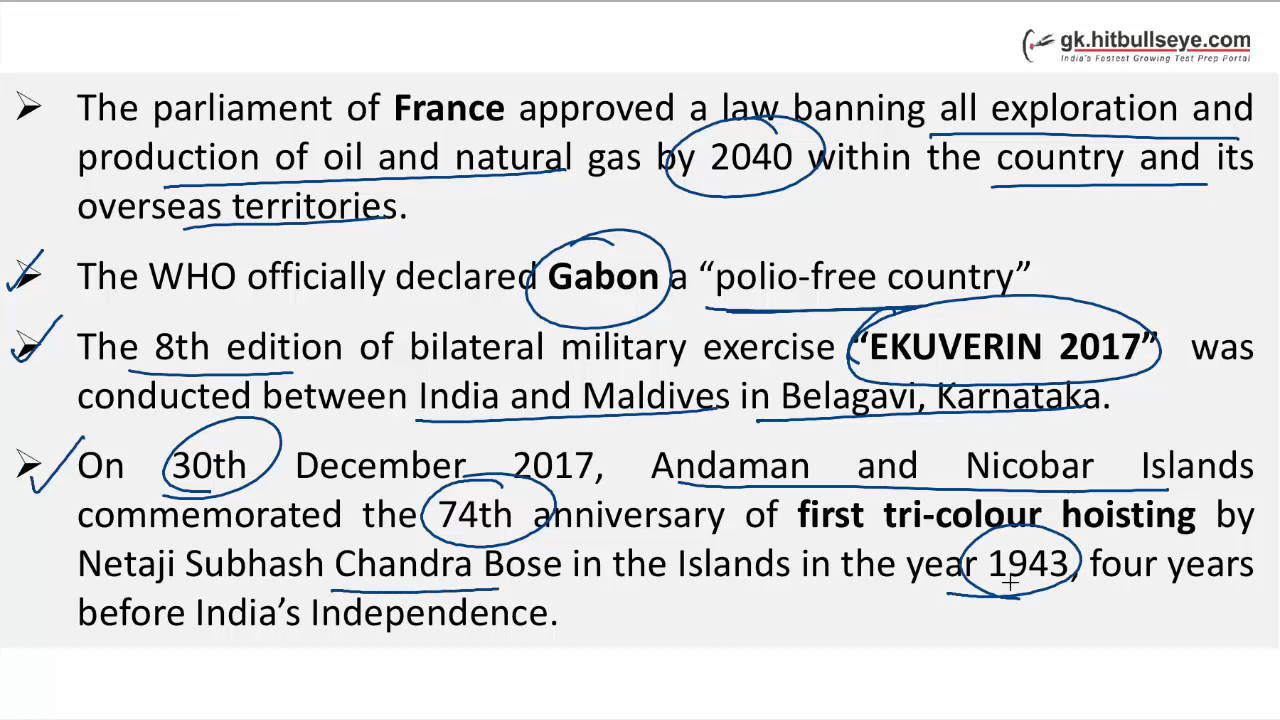 gk.hitbullseye.com
India's Fastest Growing Test Prep Portal
➢ The parliament of France approved a law banning all exploration and
production of oil and natural gas by 2040 within the country and its
overseas territories.
➢ The WHO officially declared Gabon a “polio-free country”
➢ The 8th edition of bilateral military exercise “EKUVERIN 2017” was
conducted between India and Maldives in Belagavi, Karnataka.
➢ On 30th December 2017, Andaman and Nicobar Islands
commemorated the 74th anniversary of first tri-colour hoisting by
Netaji Subhash Chandra Bose in the Islands in the year 1943, four years
before India’s Independence.